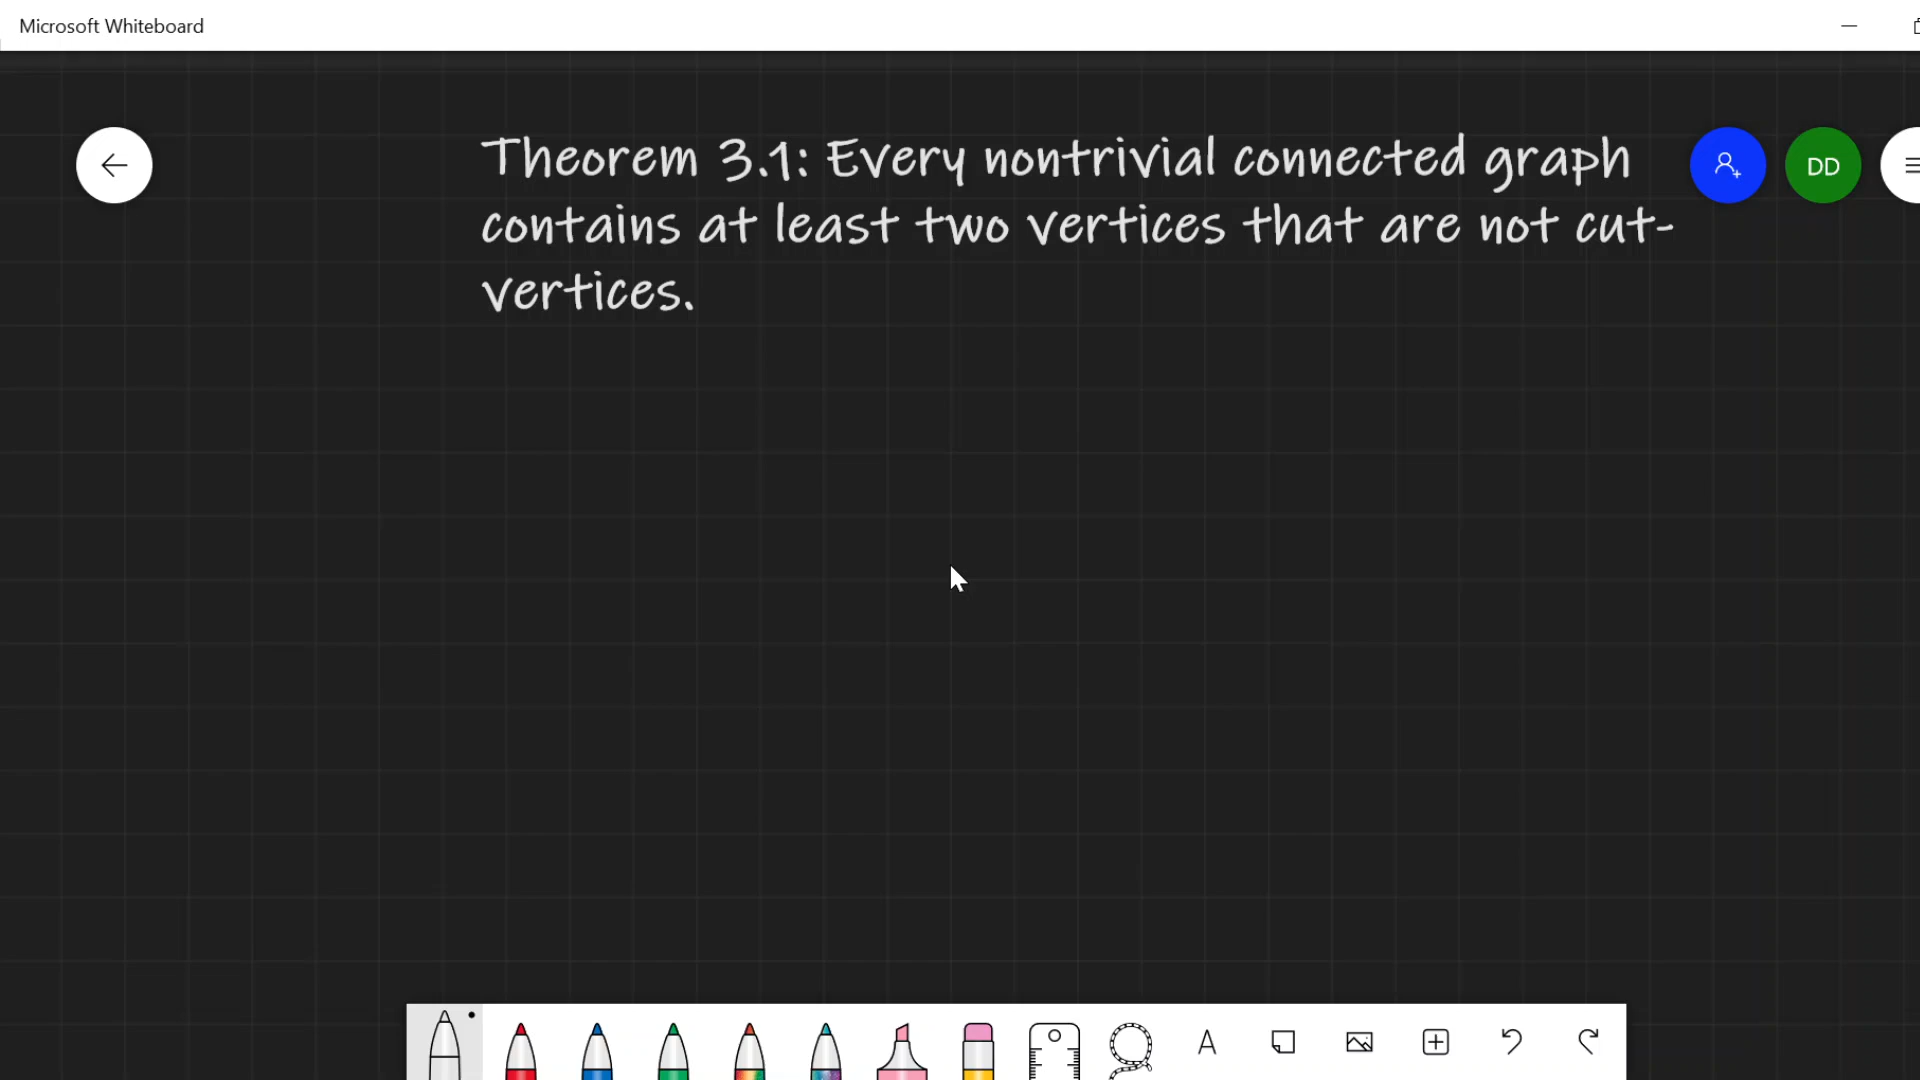 Microsoft Whiteboard
Theorem 3.1: Every nontrivial connected graph
contains at least two vertices that are not cut-
vertices.
DD